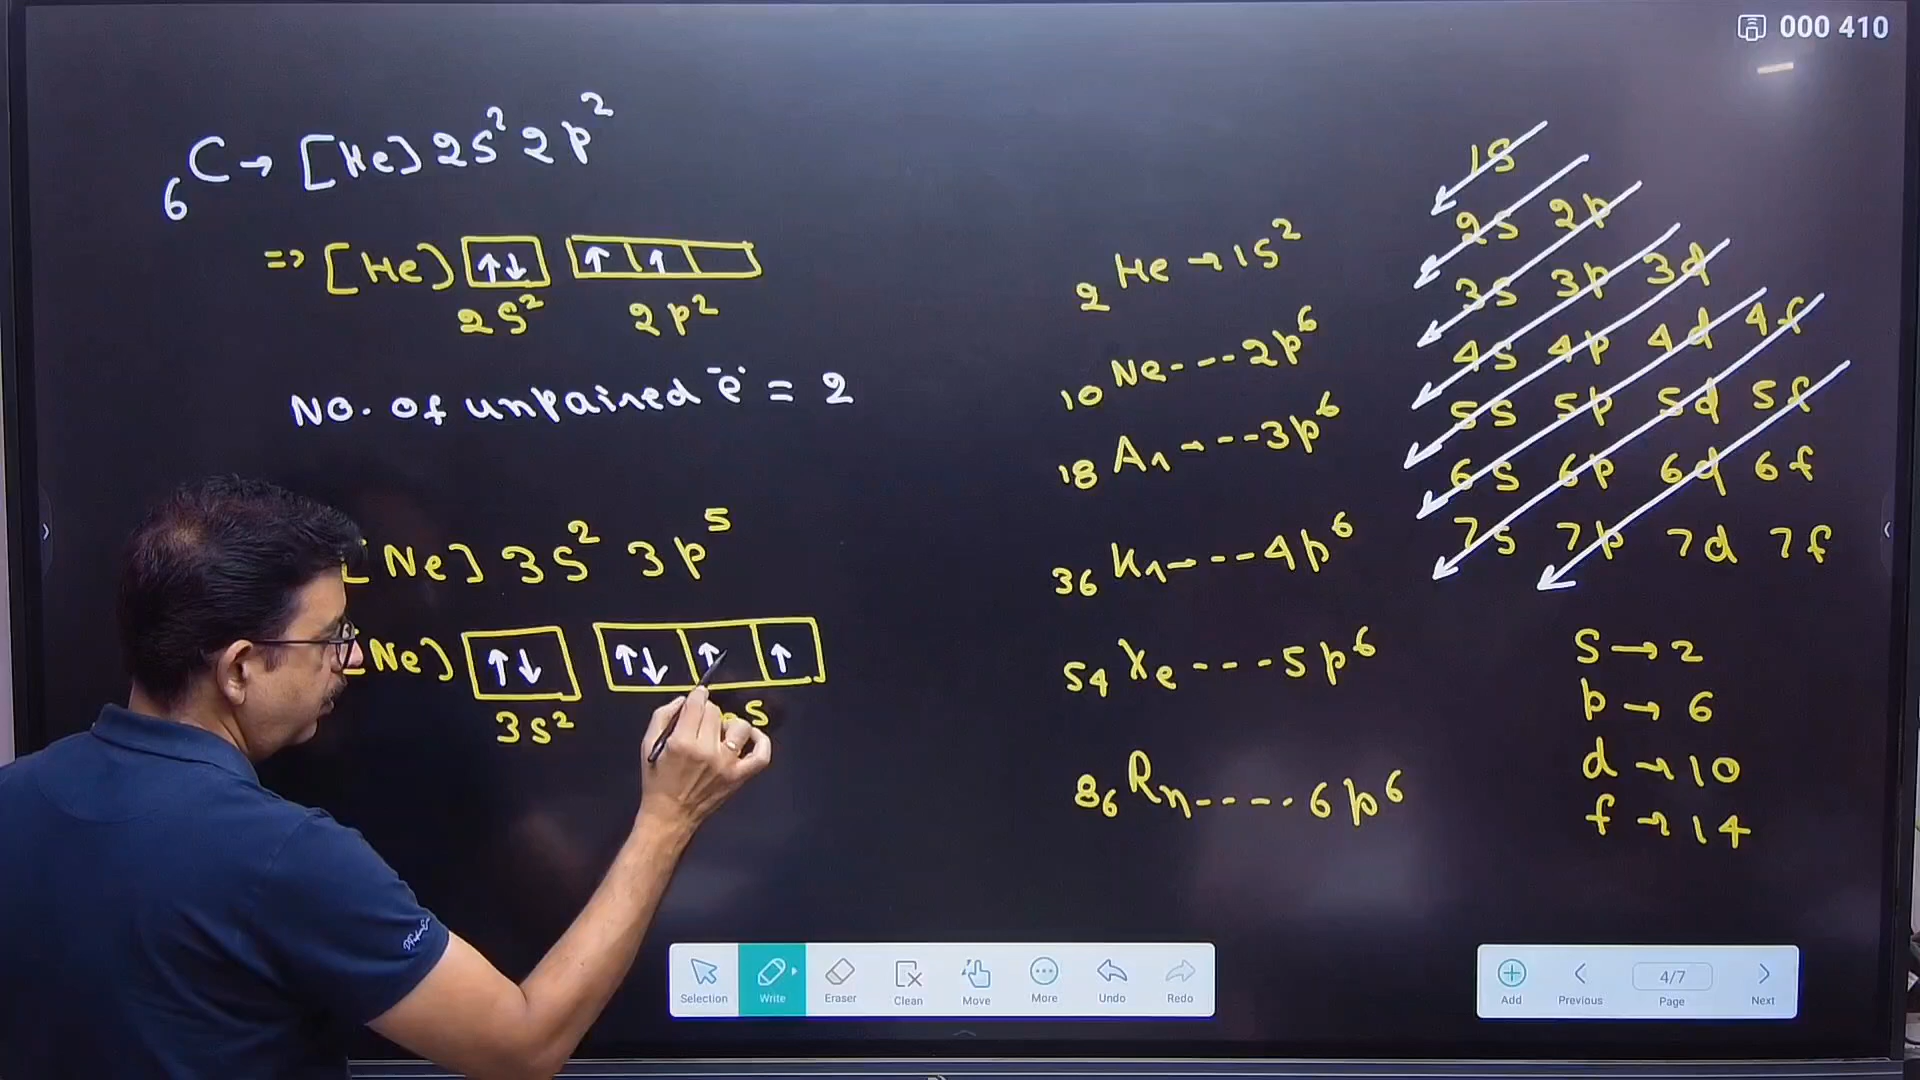 000 410
₆C → [He] 2s² 2p²
=> [He] ↑↓ ↑ ↑
2s² 2p²
No. of unpaired e⁻ = 2
[Ne] 3s² 3p⁵
[Ne] ↑↓ ↑↓ ↑ ↑
3s² 5
₂He → 1s²
₁₀Ne---2p⁶
₁₈Ar---3p⁶
₃₆Kr---4p⁶
₅₄Xe---5p⁶
₈₆Rn----6p⁶
1s
2s 2p
3s 3p 3d
4s 4p 4d 4f
5s 5p 5d 5f
6s 6p 6d 6f
7s 7p 7d 7f
s → 2
p → 6
d → 10
f → 14
Selection Write Eraser Clean Move More Undo Redo
4/7
Add Previous Page Next